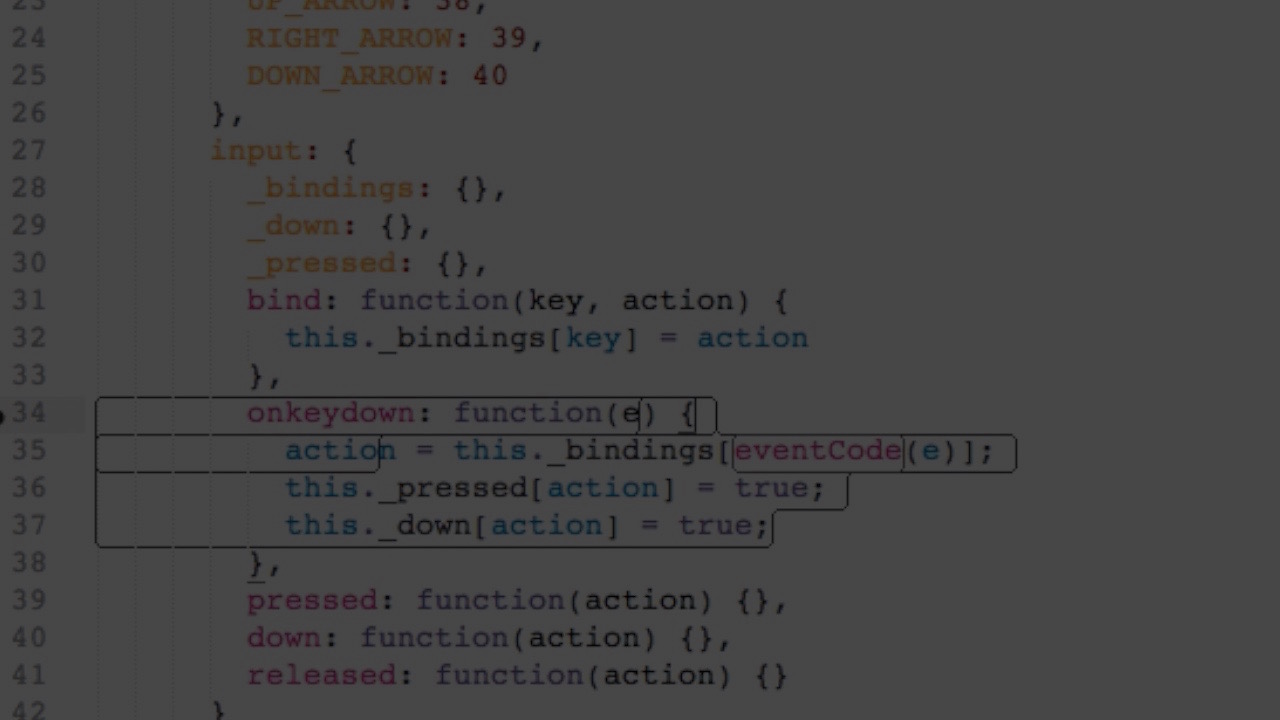 23 UP_ARROW: 38,
24 RIGHT_ARROW: 39,
25 DOWN_ARROW: 40
26 },
27 input: {
28 _bindings: {},
29 _down: {},
30 _pressed: {},
31 bind: function(key, action) {
32 this._bindings[key] = action
33 },
34 onkeydown: function(e) {
35 action = this._bindings[eventCode(e)];
36 this._pressed[action] = true;
37 this._down[action] = true;
38 },
39 pressed: function(action) {},
40 down: function(action) {},
41 released: function(action) {}
42 }